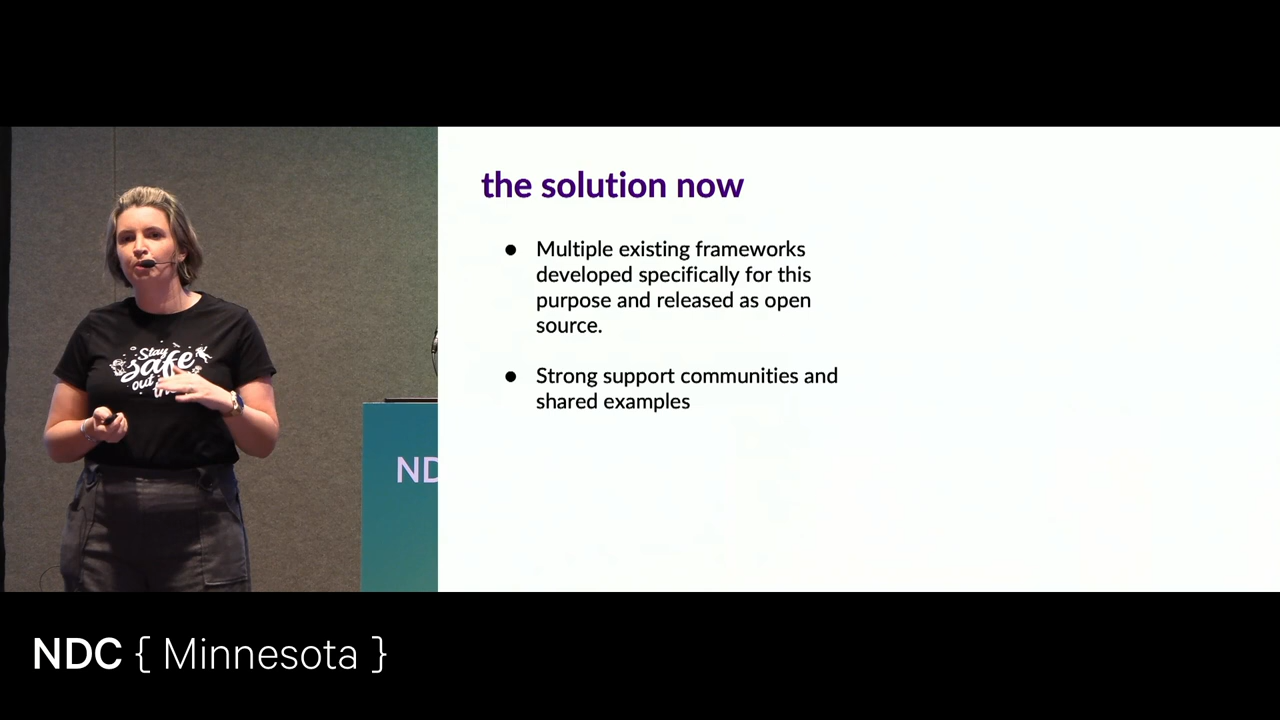 the solution now
● Multiple existing frameworks
developed specifically for this
purpose and released as open
source.
● Strong support communities and
shared examples
Stay
safe
out
ND
NDC { Minnesota }